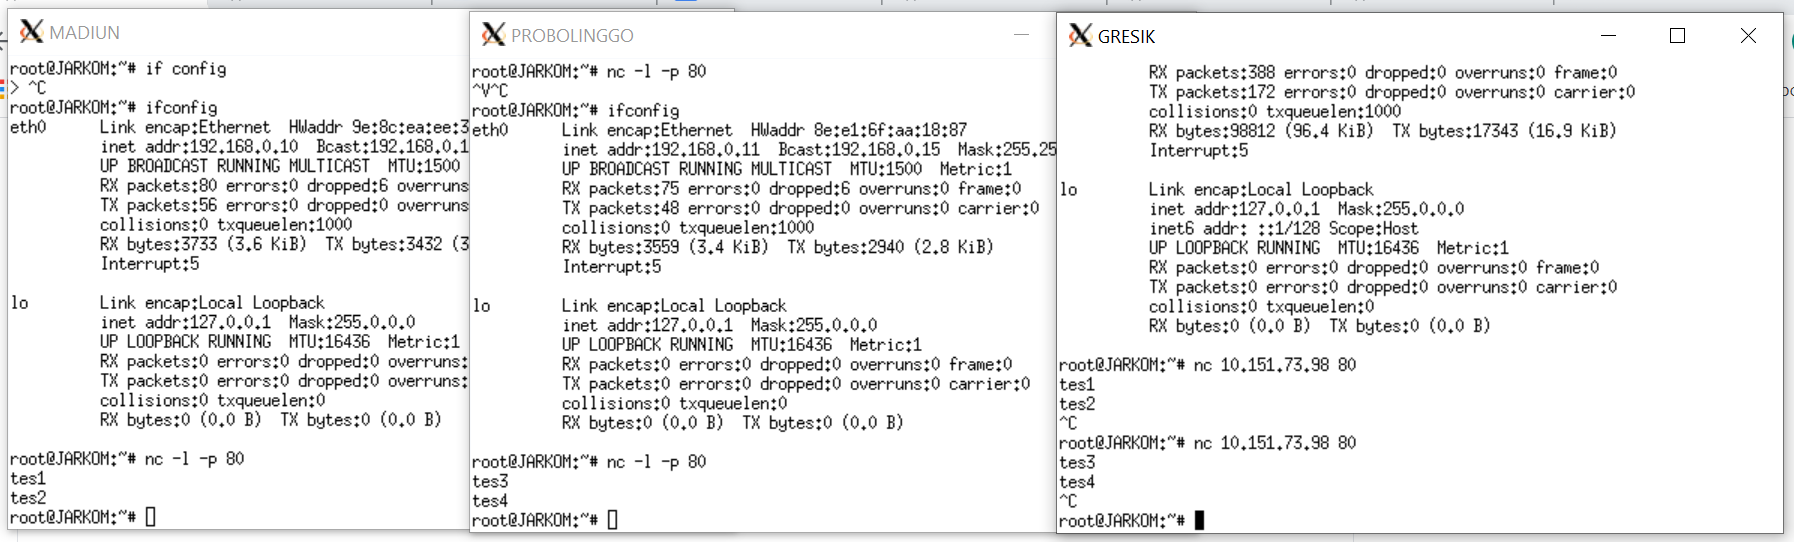 MADIUN
root@JARKOM:~# if config
> ^C
root@JARKOM:~# ifconfig
eth0 Link encap:Ethernet HWaddr 9e:8c:ea:ee:3
inet addr:192.168.0.10 Bcast:192.168.0.1
UP BROADCAST RUNNING MULTICAST MTU:1500
RX packets:80 errors:0 dropped:6 overruns
TX packets:56 errors:0 dropped:0 overruns
collisions:0 txqueuelen:1000
RX bytes:3733 (3.6 KiB) TX bytes:3432 (3
Interrupt:5
lo Link encap:Local Loopback
inet addr:127.0.0.1 Mask:255.0.0.0
UP LOOPBACK RUNNING MTU:16436 Metric:1
RX packets:0 errors:0 dropped:0 overruns:
TX packets:0 errors:0 dropped:0 overruns:
collisions:0 txqueuelen:0
RX bytes:0 (0.0 B) TX bytes:0 (0.0 B)
root@JARKOM:~# nc -l -p 80
tes1
tes2
root@JARKOM:~#
PROBOLINGGO
root@JARKOM:~# nc -l -p 80
^V^C
root@JARKOM:~# ifconfig
eth0 Link encap:Ethernet HWaddr 8e:e1:6f:aa:18:87
inet addr:192.168.0.11 Bcast:192.168.0.15 Mask:255.25
UP BROADCAST RUNNING MULTICAST MTU:1500 Metric:1
RX packets:75 errors:0 dropped:6 overruns:0 frame:0
TX packets:48 errors:0 dropped:0 overruns:0 carrier:0
collisions:0 txqueuelen:1000
RX bytes:3559 (3.4 KiB) TX bytes:2940 (2.8 KiB)
Interrupt:5
lo Link encap:Local Loopback
inet addr:127.0.0.1 Mask:255.0.0.0
UP LOOPBACK RUNNING MTU:16436 Metric:1
RX packets:0 errors:0 dropped:0 overruns:0 frame:0
TX packets:0 errors:0 dropped:0 overruns:0 carrier:0
collisions:0 txqueuelen:0
RX bytes:0 (0.0 B) TX bytes:0 (0.0 B)
root@JARKOM:~# nc -l -p 80
tes3
tes4
root@JARKOM:~#
GRESIK
RX packets:388 errors:0 dropped:0 overruns:0 frame:0
TX packets:172 errors:0 dropped:0 overruns:0 carrier:0
collisions:0 txqueuelen:1000
RX bytes:98812 (96.4 KiB) TX bytes:17343 (16.9 KiB)
Interrupt:5
lo Link encap:Local Loopback
inet addr:127.0.0.1 Mask:255.0.0.0
inet6 addr: ::1/128 Scope:Host
UP LOOPBACK RUNNING MTU:16436 Metric:1
RX packets:0 errors:0 dropped:0 overruns:0 frame:0
TX packets:0 errors:0 dropped:0 overruns:0 carrier:0
collisions:0 txqueuelen:0
RX bytes:0 (0.0 B) TX bytes:0 (0.0 B)
root@JARKOM:~# nc 10.151.73.98 80
tes1
tes2
^C
root@JARKOM:~# nc 10.151.73.98 80
tes3
tes4
^C
root@JARKOM:~#